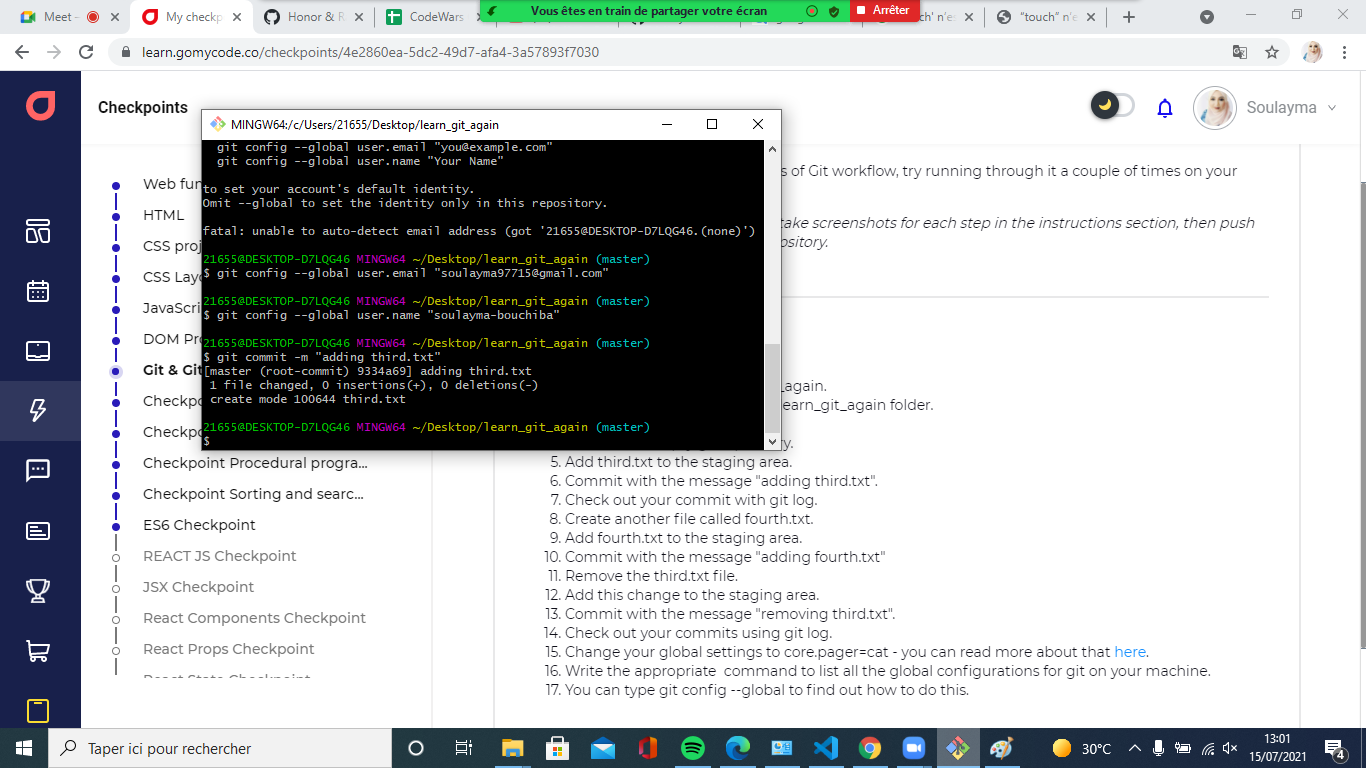 Meet –
My checkp
Honor & R
CodeWars
Vous êtes en train de partager votre écran
Arrêter
ch' n'es
"touch" n'e
learn.gomycode.co/checkpoints/4e2860ea-5dc2-49d7-afa4-3a57893f7030
Checkpoints
Soulayma
MINGW64:/c/Users/21655/Desktop/learn_git_again
git config --global user.email "you@example.com"
git config --global user.name "Your Name"
to set your account's default identity.
Omit --global to set the identity only in this repository.
fatal: unable to auto-detect email address (got '21655@DESKTOP-D7LQG46.(none)')
21655@DESKTOP-D7LQG46 MINGW64 ~/Desktop/learn_git_again (master)
$ git config --global user.email "soulayma97715@gmail.com"
21655@DESKTOP-D7LQG46 MINGW64 ~/Desktop/learn_git_again (master)
$ git config --global user.name "soulayma-bouchiba"
21655@DESKTOP-D7LQG46 MINGW64 ~/Desktop/learn_git_again (master)
$ git commit -m "adding third.txt"
[master (root-commit) 9334a69] adding third.txt
1 file changed, 0 insertions(+), 0 deletions(-)
create mode 100644 third.txt
21655@DESKTOP-D7LQG46 MINGW64 ~/Desktop/learn_git_again (master)
$
Web fun
HTML
CSS proj
CSS Layo
JavaScri
DOM Pro
Git & Git
Checkpo
Checkpo
Checkpoint Procedural progra...
Checkpoint Sorting and searc...
ES6 Checkpoint
REACT JS Checkpoint
JSX Checkpoint
React Components Checkpoint
React Props Checkpoint
React State Checkpoint
s of Git workflow, try running through it a couple of times on your
take screenshots for each step in the instructions section, then push
ository.
_again.
earn_git_again folder.
ry.
5. Add third.txt to the staging area.
6. Commit with the message "adding third.txt".
7. Check out your commit with git log.
8. Create another file called fourth.txt.
9. Add fourth.txt to the staging area.
10. Commit with the message "adding fourth.txt"
11. Remove the third.txt file.
12. Add this change to the staging area.
13. Commit with the message "removing third.txt".
14. Check out your commits using git log.
15. Change your global settings to core.pager=cat - you can read more about that here.
16. Write the appropriate command to list all the global configurations for git on your machine.
17. You can type git config --global to find out how to do this.
Taper ici pour rechercher
30°C
13:01
15/07/2021
4